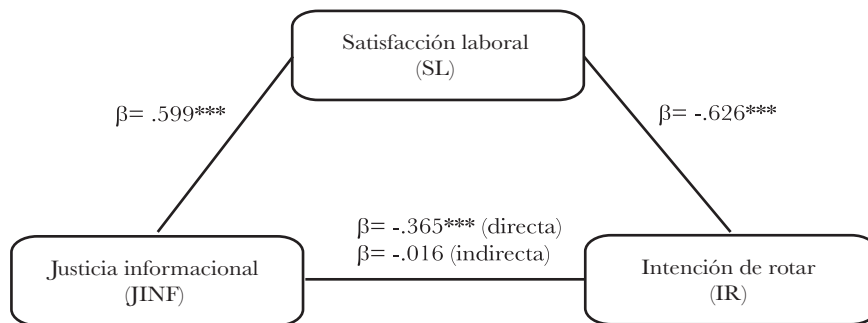 Satisfacción laboral
(SL)
β= .599***
β= -.626***
β= -.365*** (directa)
β= -.016 (indirecta)
Justicia informacional
(JINF)
Intención de rotar
(IR)